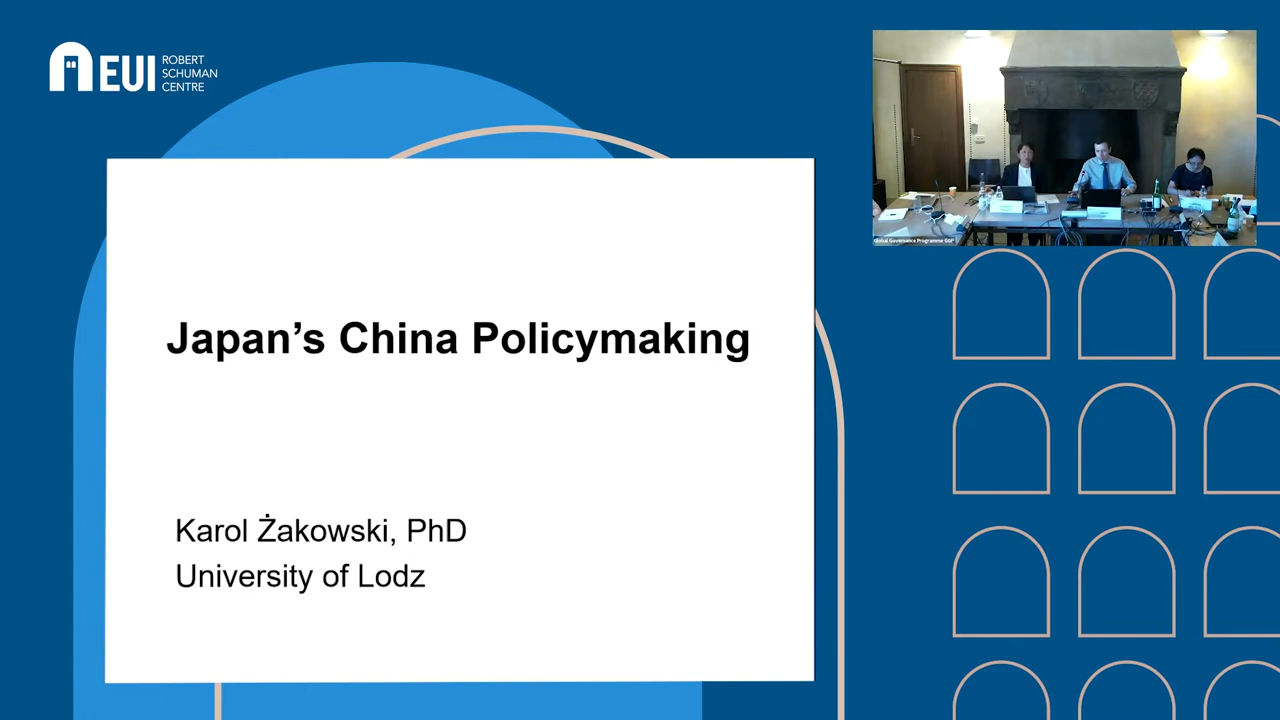 EUI
ROBERT
SCHUMAN
CENTRE
Japan’s China Policymaking
Karol Żakowski, PhD
University of Lodz
Global Governance Programme GGP